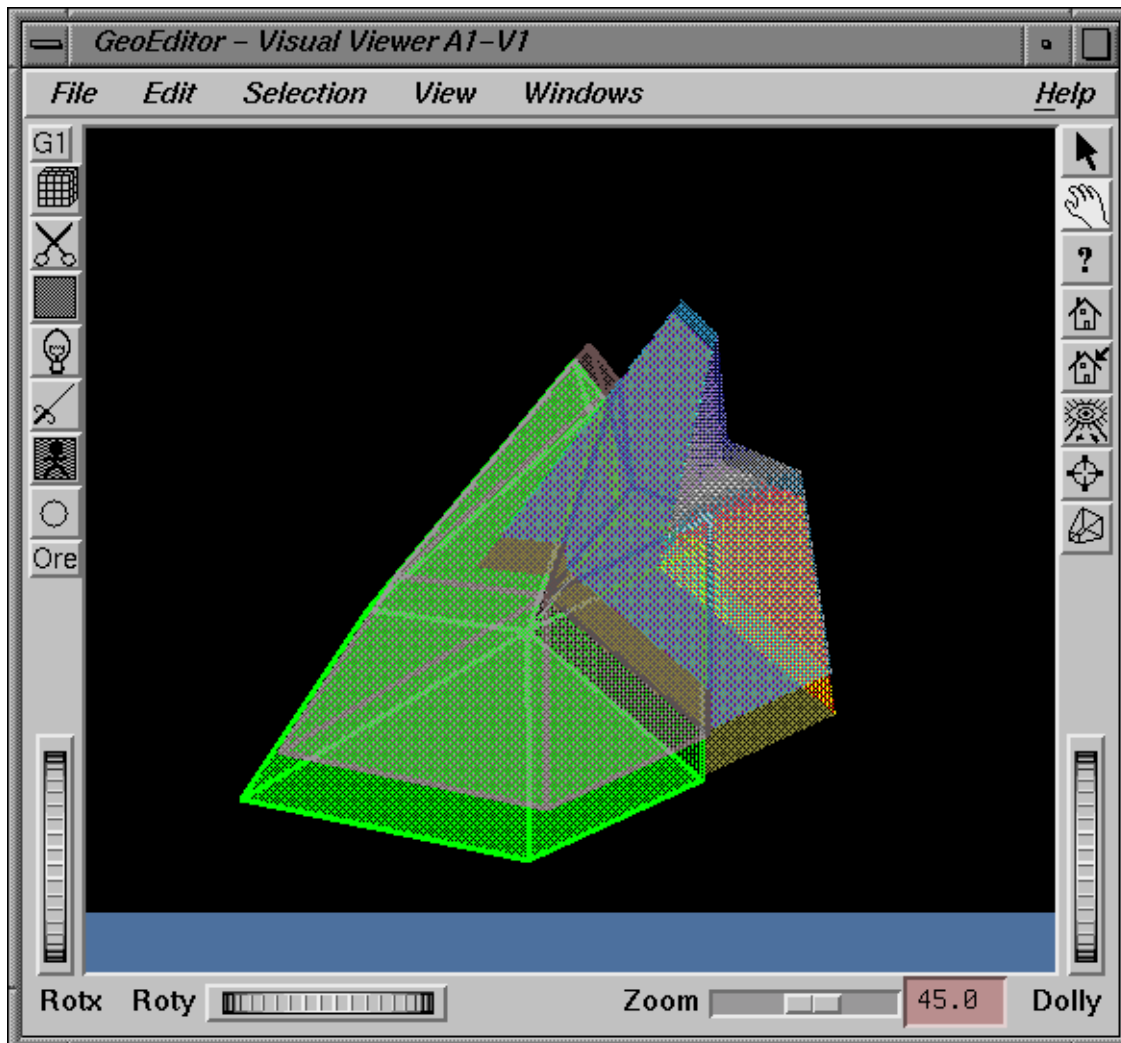 GeoEditor – Visual Viewer A1–V1
File Edit Selection View Windows Help
G1
?
Ore
Rotx Roty Zoom 45.0 Dolly